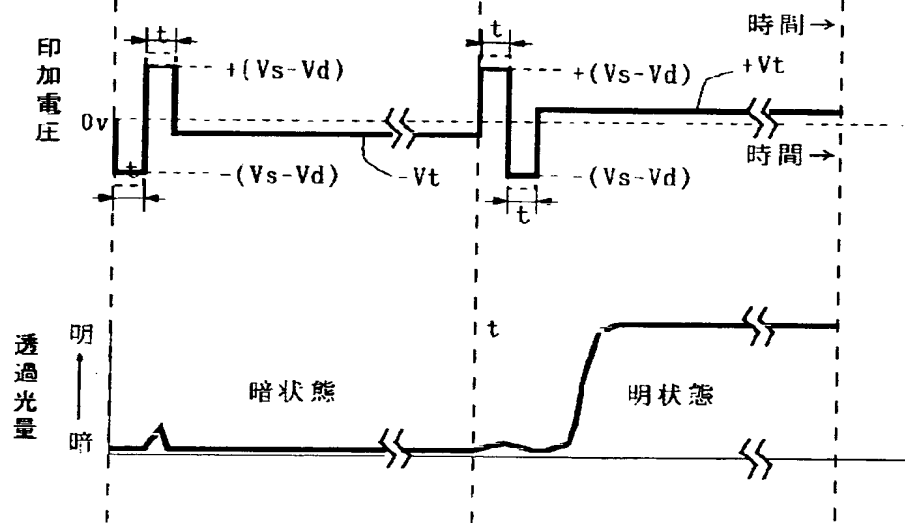 印加電圧
時間→
t
t
+(Vs-Vd)
+(Vs-Vd)
+Vt
0v
時間→
t
-(Vs-Vd)
-Vt
-(Vs-Vd)
t
透過光量
明
暗
t
暗状態
明状態